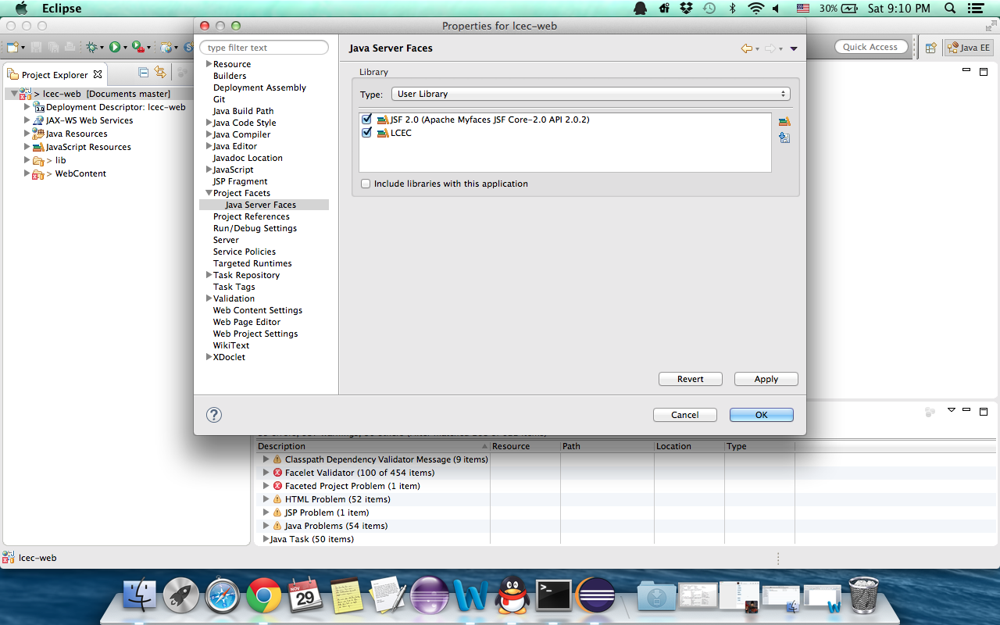 Eclipse
30%
Sat 9:10 PM
Properties for lcec-web
Quick Access
Java EE
Project Explorer
> lcec-web [Documents master]
Deployment Descriptor: lcec-web
JAX-WS Web Services
Java Resources
JavaScript Resources
> lib
> WebContent
type filter text
Resource
Builders
Deployment Assembly
Git
Java Build Path
Java Code Style
Java Compiler
Java Editor
Javadoc Location
JavaScript
JSP Fragment
Project Facets
Java Server Faces
Project References
Run/Debug Settings
Server
Service Policies
Targeted Runtimes
Task Repository
Task Tags
Validation
Web Content Settings
Web Page Editor
Web Project Settings
WikiText
XDoclet
Java Server Faces
Library
Type: User Library
JSF 2.0 (Apache Myfaces JSF Core-2.0 API 2.0.2)
LCEC
Include libraries with this application
Revert
Apply
Cancel
OK
Description
Resource
Path
Location
Type
Classpath Dependency Validator Message (9 items)
Facelet Validator (100 of 454 items)
Faceted Project Problem (1 item)
HTML Problem (52 items)
JSP Problem (1 item)
Java Problems (54 items)
Java Task (50 items)
lcec-web
NOV
29